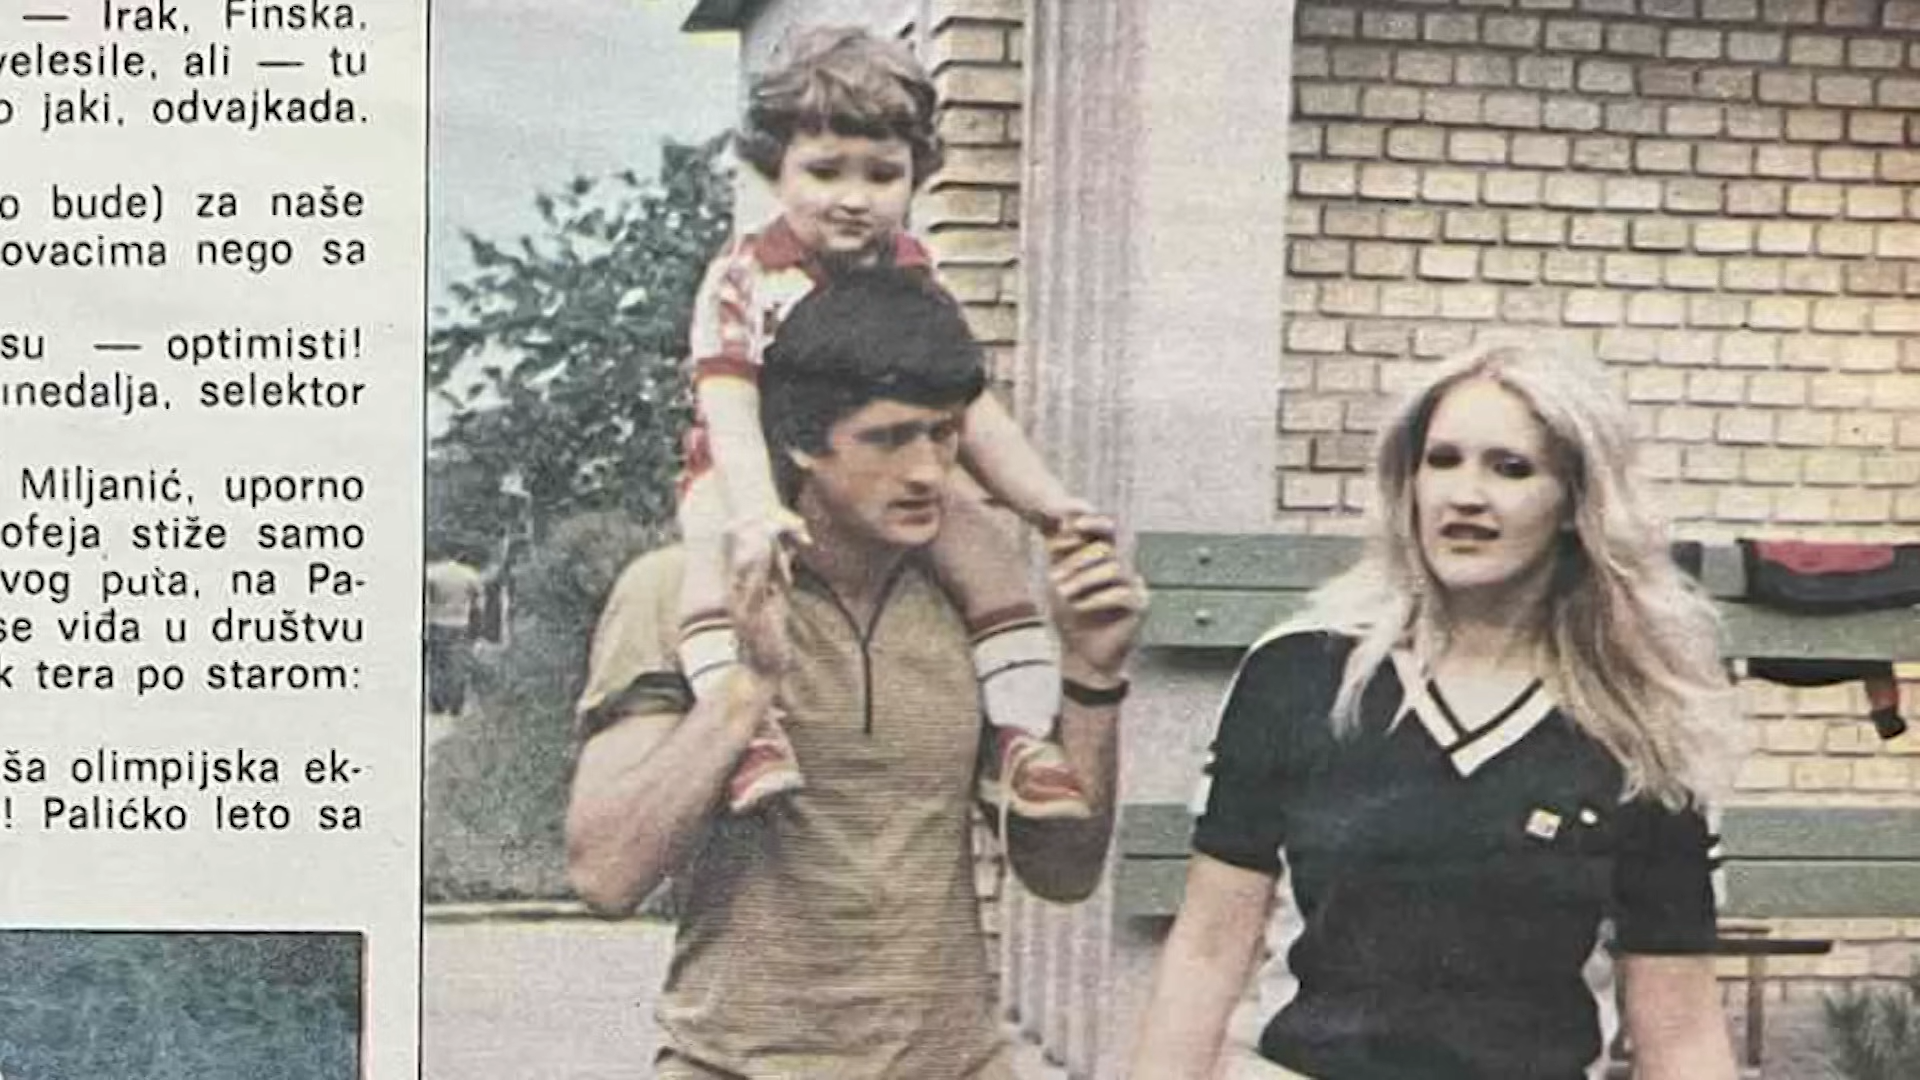 — Irak, Finska.
velesile, ali — tu
o jaki, odvajkada.
o bude) za naše
ovacima nego sa
su — optimisti!
inedalja, selektor
Miljanić, uporno
ofeja stiže samo
vog puta, na Pa-
se viđa u društvu
k tera po starom:
ša olimpijska ek-
! Palićko leto sa